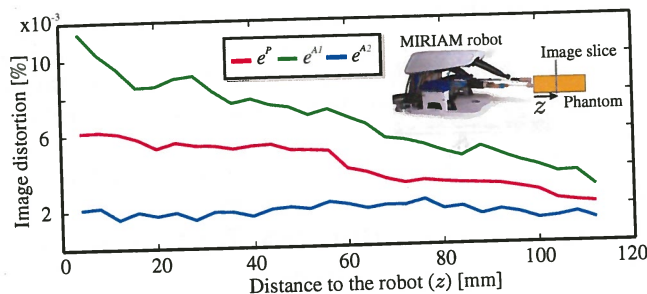 x10⁻³
10
6
2
Image distortion [%]
e^P e^{A1} e^{A2}
MIRIAM robot
Image slice
z
Phantom
0 20 40 60 80 100 120
Distance to the robot (z) [mm]